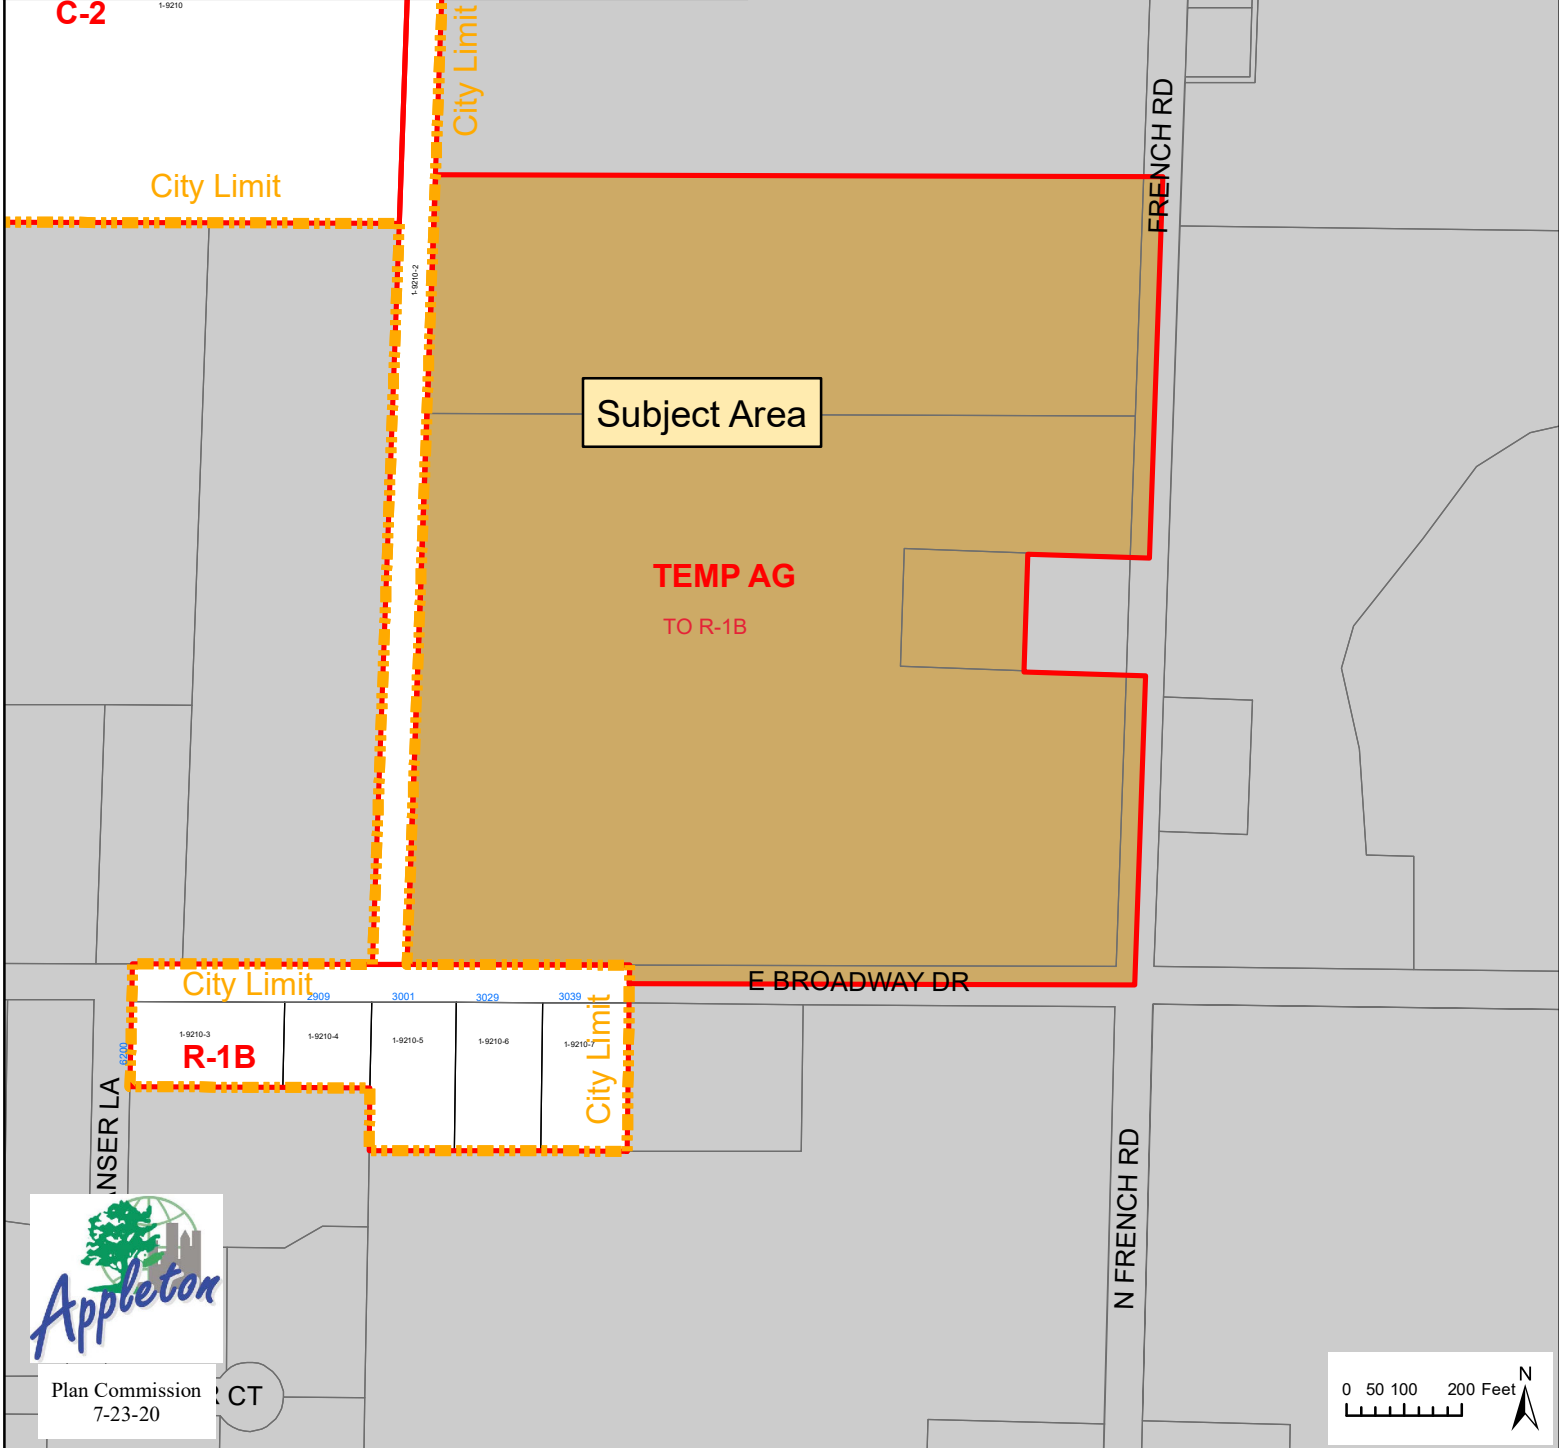 C-2
1-9210
City Limit
City Limit
FRENCH RD
1-9210-2
Subject Area
TEMP AG
TO R-1B
City Limit
E BROADWAY DR
2909
3001
3029
3039
City Limit
1-9210-3
1-9210-4
1-9210-5
1-9210-6
1-9210-7
R-1B
6200
ANSER LA
N FRENCH RD
Appleton
Plan Commission
7-23-20
R CT
0 50 100 200 Feet
N